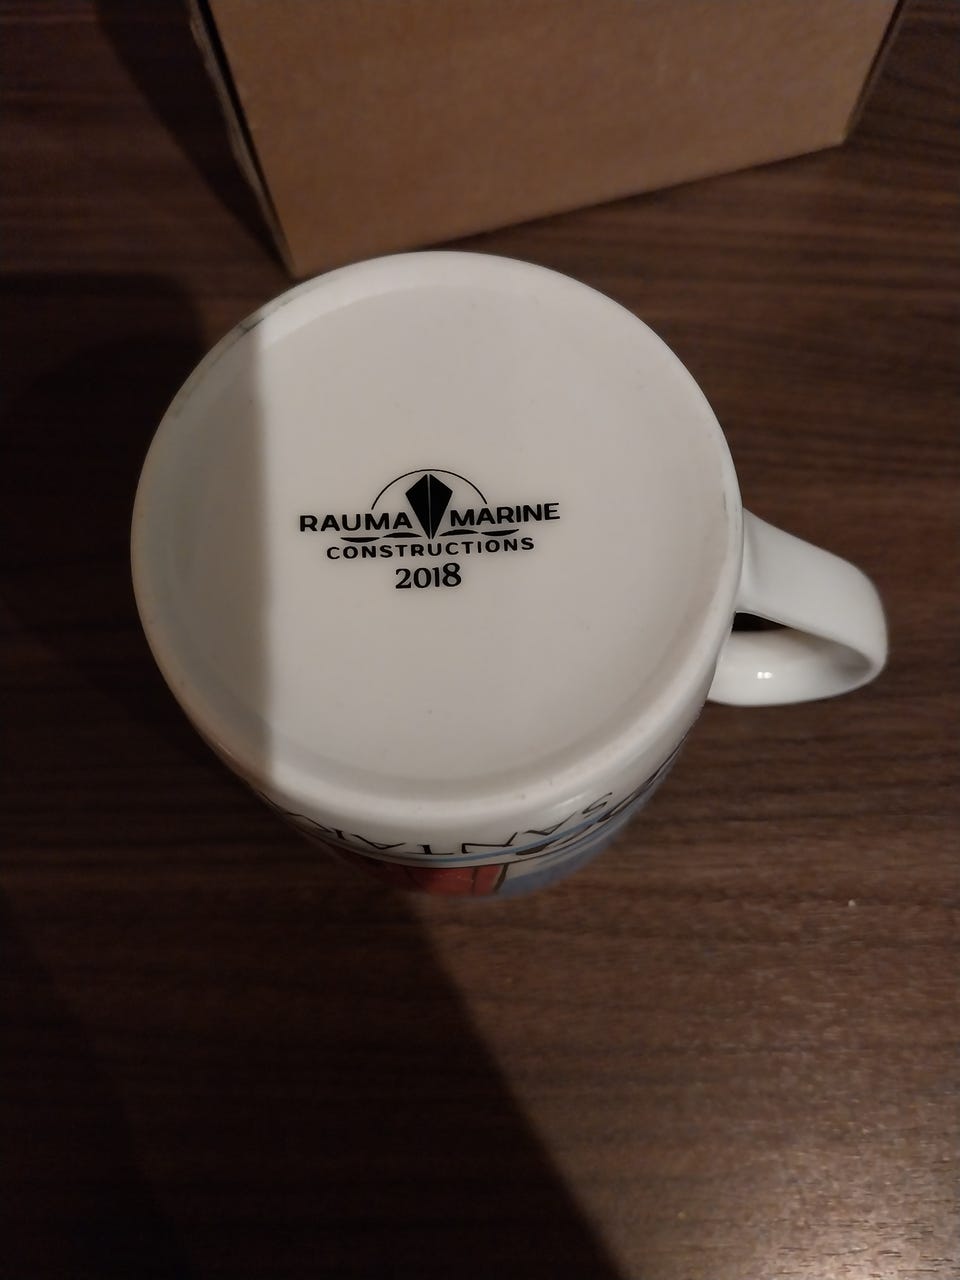 RAUMA MARINE
CONSTRUCTIONS
2018